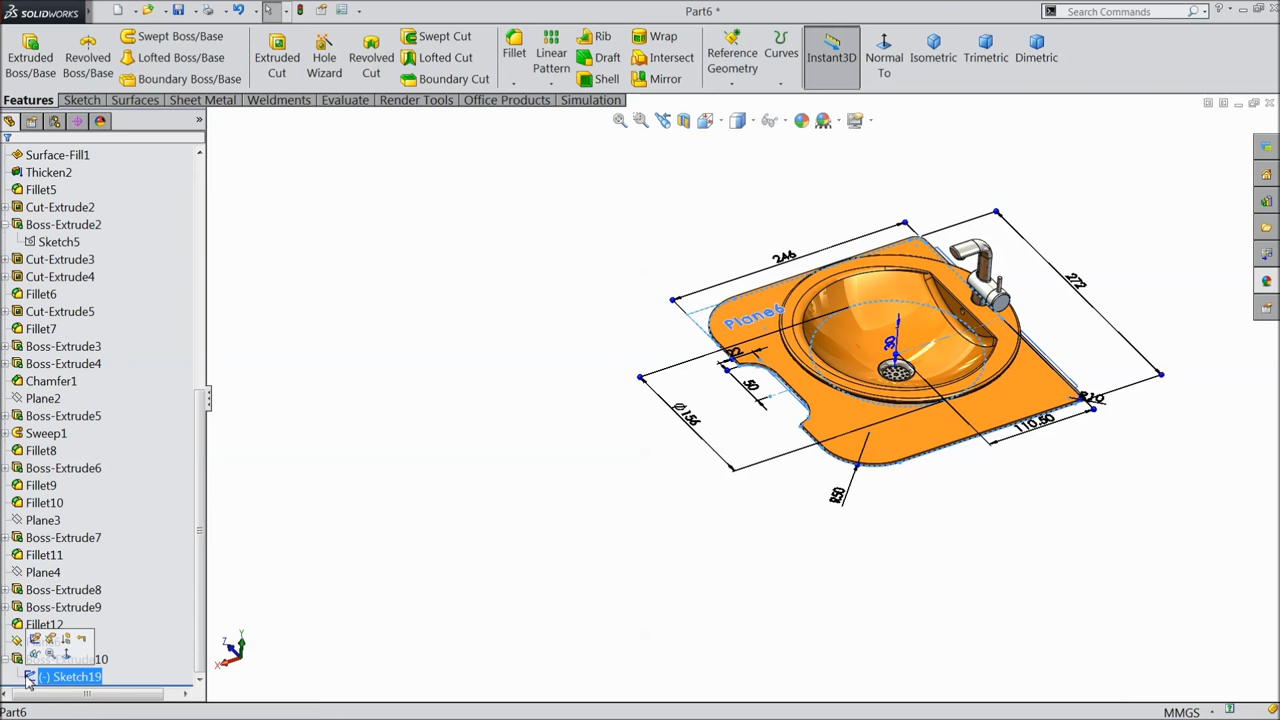 SOLIDWORKS
Part6 *
Search Commands
Extruded Boss/Base
Revolved Boss/Base
Swept Boss/Base
Lofted Boss/Base
Boundary Boss/Base
Extruded Cut
Hole Wizard
Revolved Cut
Swept Cut
Lofted Cut
Boundary Cut
Fillet
Linear Pattern
Rib
Draft
Shell
Wrap
Intersect
Mirror
Reference Geometry
Curves
Instant3D
Normal To
Isometric
Trimetric
Dimetric
Features
Sketch
Surfaces
Sheet Metal
Weldments
Evaluate
Render Tools
Office Products
Simulation
Surface-Fill1
Thicken2
Fillet5
Cut-Extrude2
Boss-Extrude2
Sketch5
Cut-Extrude3
Cut-Extrude4
Fillet6
Cut-Extrude5
Fillet7
Boss-Extrude3
Boss-Extrude4
Chamfer1
Plane2
Boss-Extrude5
Sweep1
Fillet8
Boss-Extrude6
Fillet9
Fillet10
Plane3
Boss-Extrude7
Fillet11
Plane4
Boss-Extrude8
Boss-Extrude9
Fillet12
(-) Sketch19
246
272
Plane6
30
50
Ø156
110.50
R10
R50
X
Y
Z
Part6
MMGS